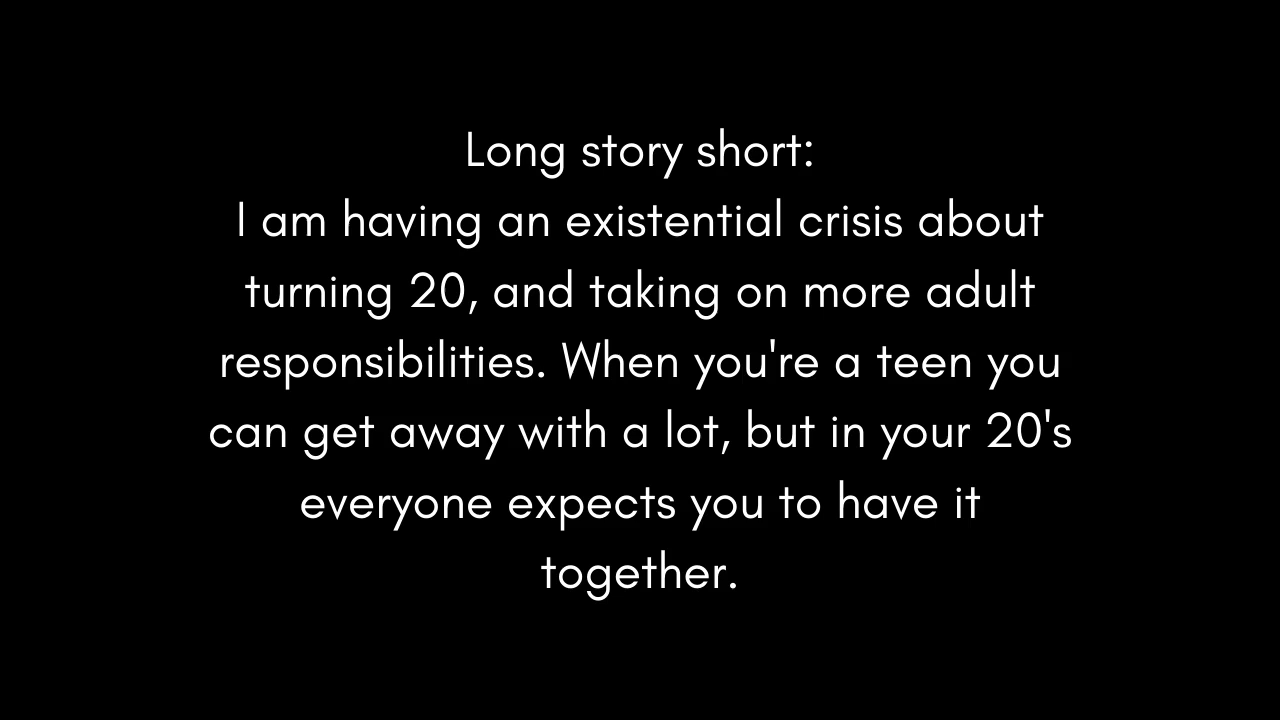 Long story short:
I am having an existential crisis about
turning 20, and taking on more adult
responsibilities. When you're a teen you
can get away with a lot, but in your 20's
everyone expects you to have it
together.